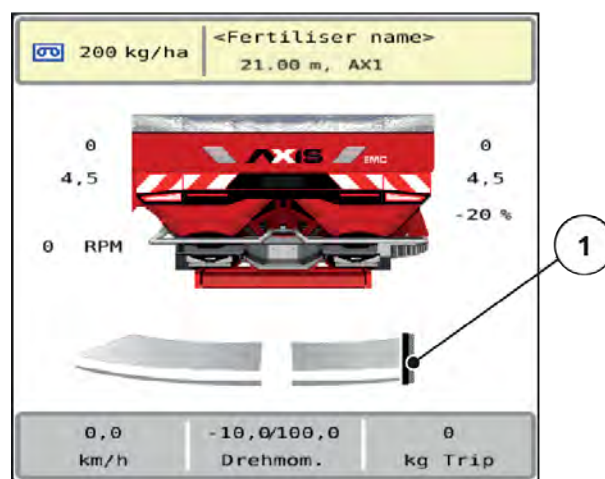 200 kg/ha
<Fertiliser name>
21.00 m, AX1
0
0
AXIS EMC
4,5
4,5
-20 %
0 RPM
1
0,0
km/h
-10,0/100,0
Drehmom.
0
kg Trip